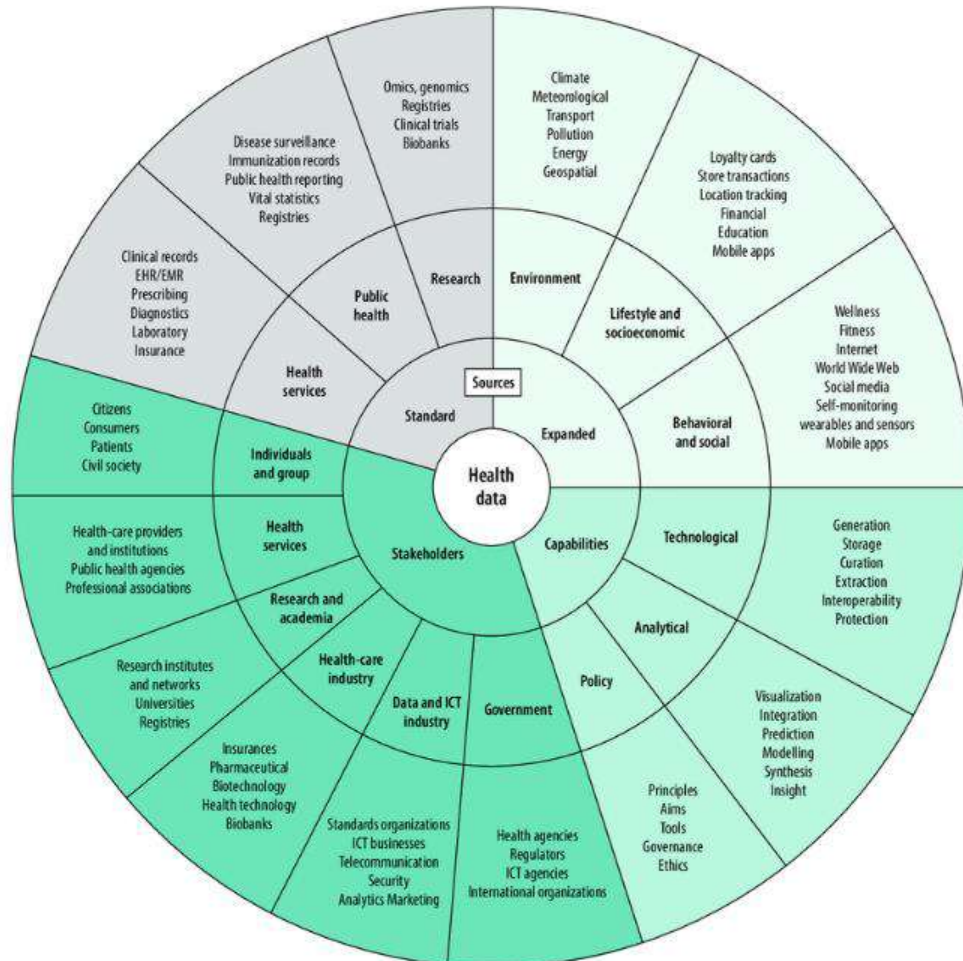 Health
data
Sources
Standard
Expanded
Capabilities
Stakeholders
Research
Omics, genomics
Registries
Clinical trials
Biobanks
Environment
Climate
Meteorological
Transport
Pollution
Energy
Geospatial
Lifestyle and
socioeconomic
Loyalty cards
Store transactions
Location tracking
Financial
Education
Mobile apps
Behavioral
and social
Wellness
Fitness
Internet
World Wide Web
Social media
Self-monitoring
wearables and sensors
Mobile apps
Technological
Generation
Storage
Curation
Extraction
Interoperability
Protection
Analytical
Visualization
Integration
Prediction
Modelling
Synthesis
Insight
Policy
Principles
Aims
Tools
Governance
Ethics
Government
Health agencies
Regulators
ICT agencies
International organizations
Data and ICT
industry
Standards organizations
ICT businesses
Telecommunication
Security
Analytics Marketing
Health-care
industry
Insurances
Pharmaceutical
Biotechnology
Health technology
Biobanks
Research and
academia
Research institutes
and networks
Universities
Registries
Health
services
Health-care providers
and institutions
Public health agencies
Professional associations
Individuals
and group
Citizens
Consumers
Patients
Civil society
Health
services
Clinical records
EHR/EMR
Prescribing
Diagnostics
Laboratory
Insurance
Public
health
Disease surveillance
Immunization records
Public health reporting
Vital statistics
Registries